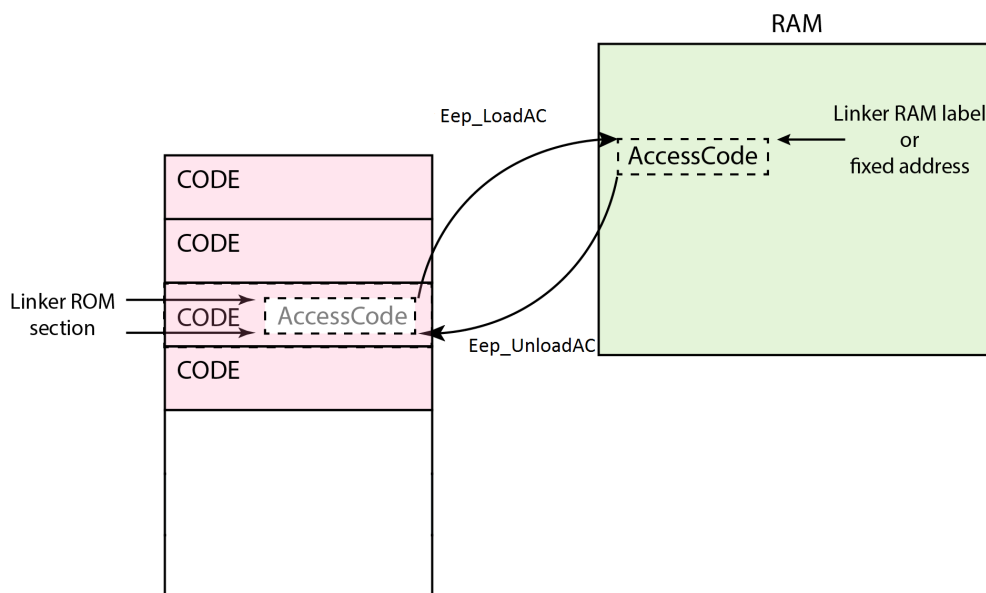 RAM
Eep_LoadAC
Linker RAM label
or
fixed address
AccessCode
CODE
CODE
Linker ROM
section
CODE
AccessCode
Eep_UnloadAC
CODE